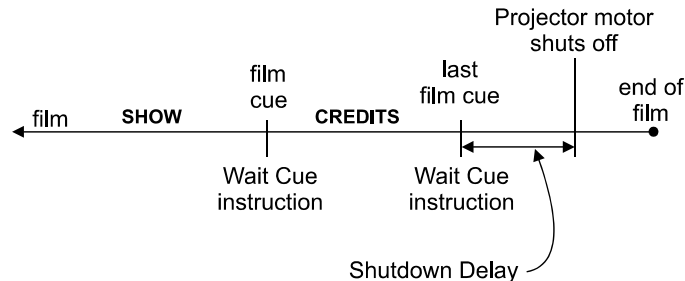 Projector motor
shuts off
film
cue
last
film cue
end of
film
film
SHOW
CREDITS
Wait Cue
instruction
Wait Cue
instruction
Shutdown Delay